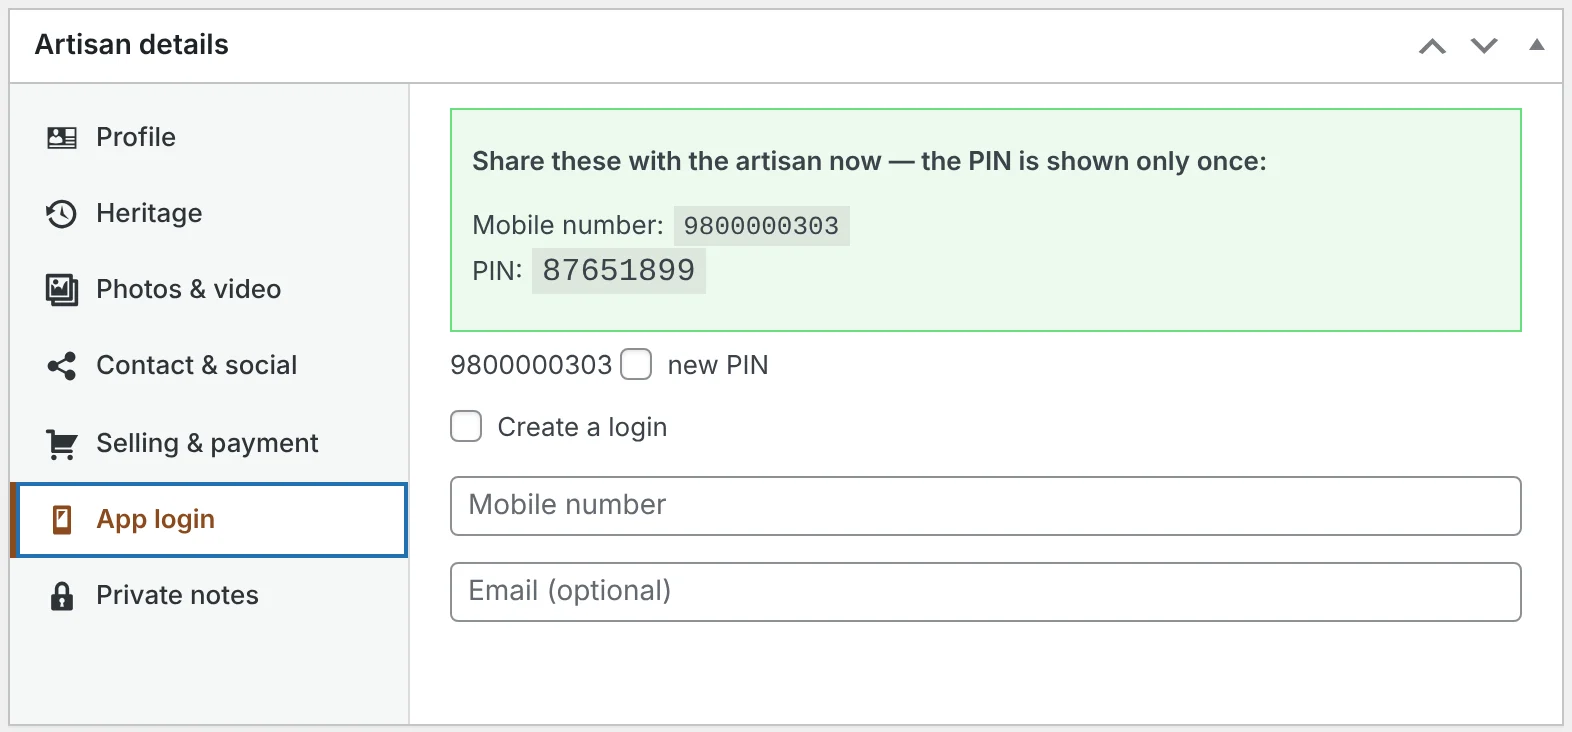 Artisan details
Profile
Heritage
Photos & video
Contact & social
Selling & payment
App login
Private notes
Share these with the artisan now — the PIN is shown only once:
Mobile number: 9800000303
PIN: 87651899
9800000303 new PIN
Create a login
Mobile number
Email (optional)